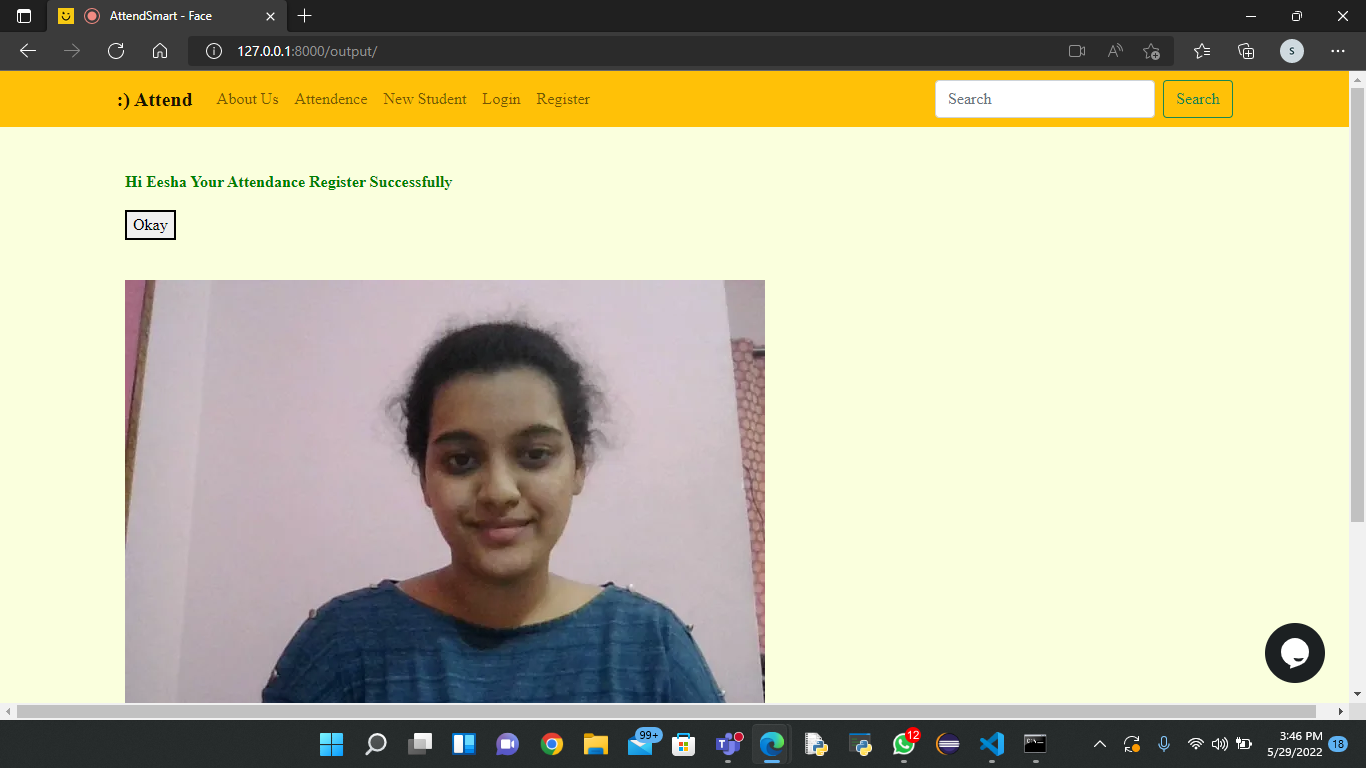 AttendSmart - Face
127.0.0.1:8000/output/
S
:) Attend About Us Attendence New Student Login Register Search Search
Hi Eesha Your Attendance Register Successfully
Okay
99+
12
3:46 PM
5/29/2022
18